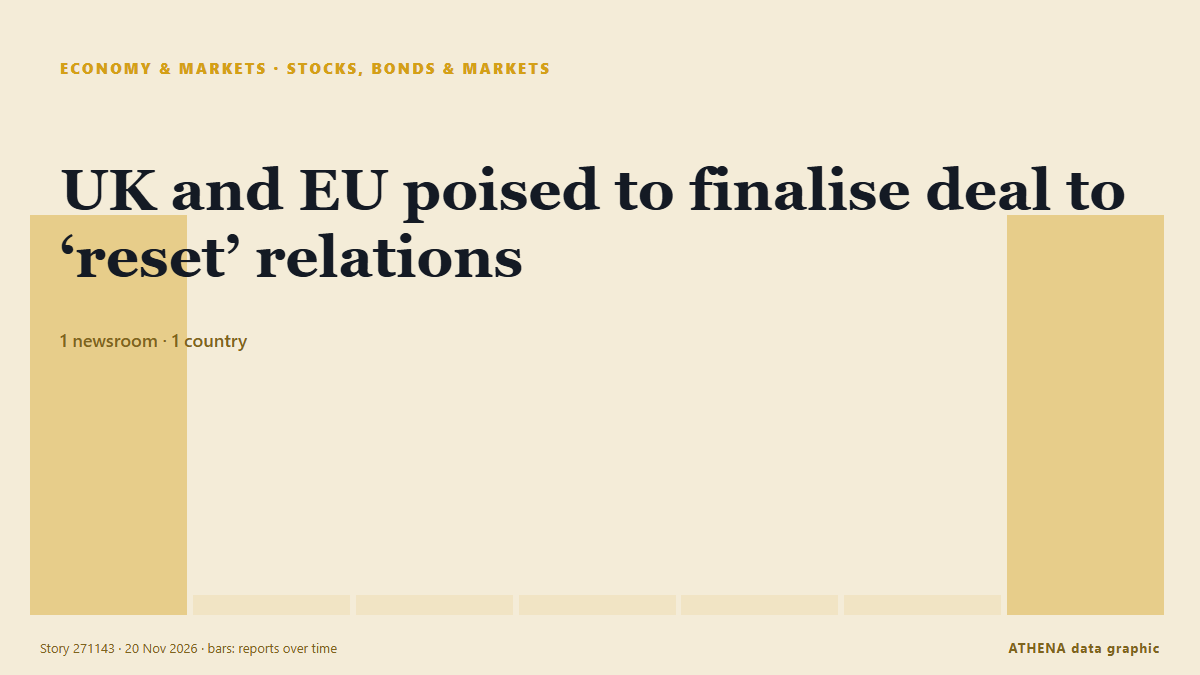 ECONOMY & MARKETS · STOCKS, BONDS & MARKETS
UK and EU poised to finalise deal to
‘reset’ relations
1 newsroom · 1 country
Story 271143 · 20 Nov 2026 · bars: reports over time
ATHENA data graphic